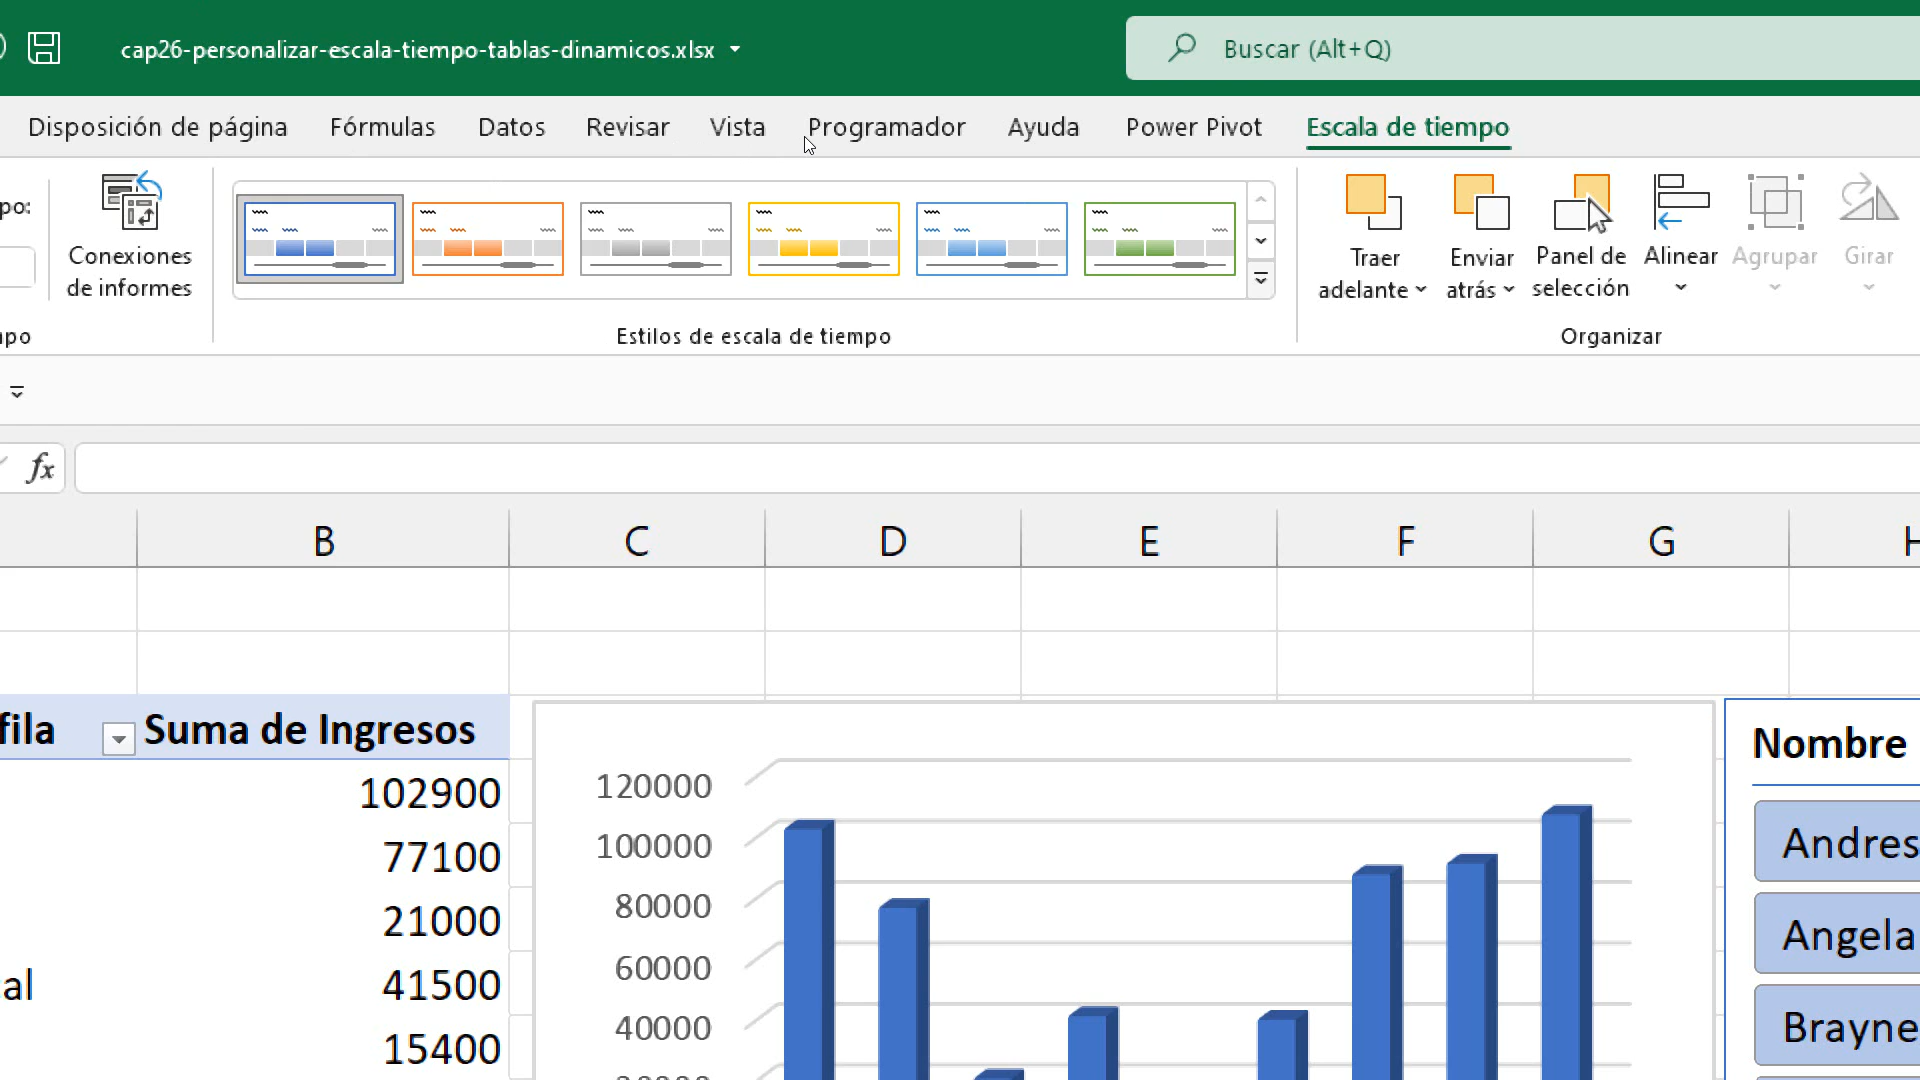 cap26-personalizar-escala-tiempo-tablas-dinamicos.xlsx
Buscar (Alt+Q)
Disposición de página Fórmulas Datos Revisar Vista Programador Ayuda Power Pivot Escala de tiempo
po:
Conexiones
de informes
Traer
adelante
Enviar
atrás
Panel de
selección
Alinear
Agrupar
Girar
po
Estilos de escala de tiempo
Organizar
fx
B C D E F G H
fila Suma de Ingresos
102900
77100
21000
al 41500
15400
120000
100000
80000
60000
40000
Nombre
Andres
Angela
Brayne